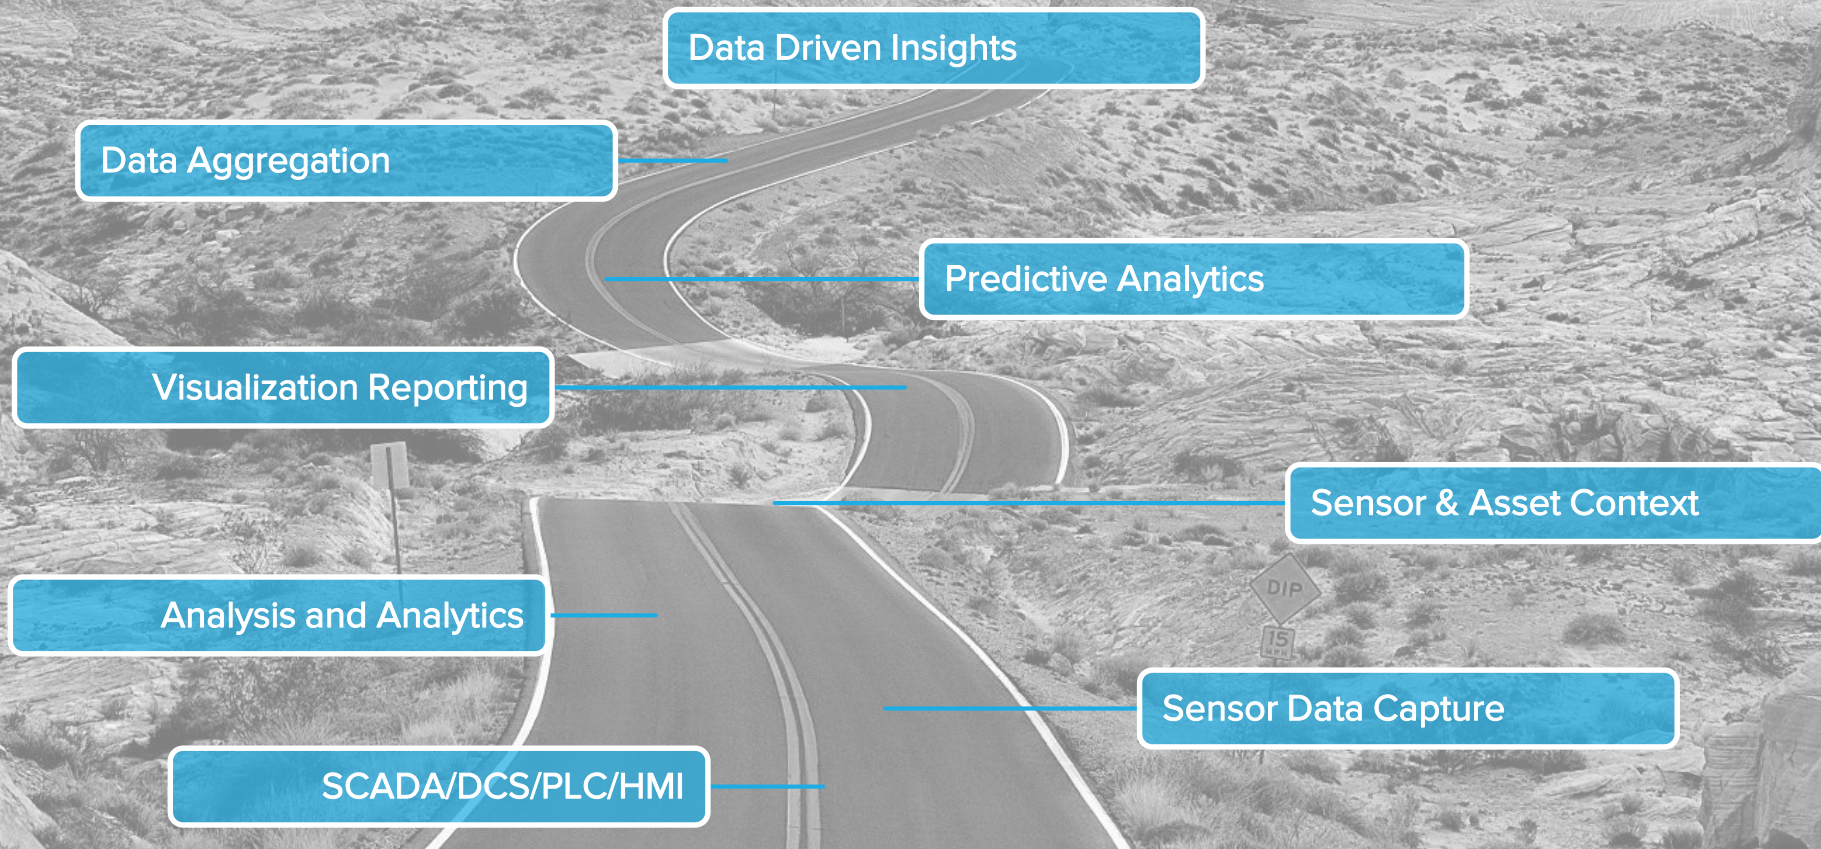 Data Driven Insights
Data Aggregation
Predictive Analytics
Visualization Reporting
Sensor & Asset Context
DIP
15
Analysis and Analytics
Sensor Data Capture
SCADA/DCS/PLC/HMI